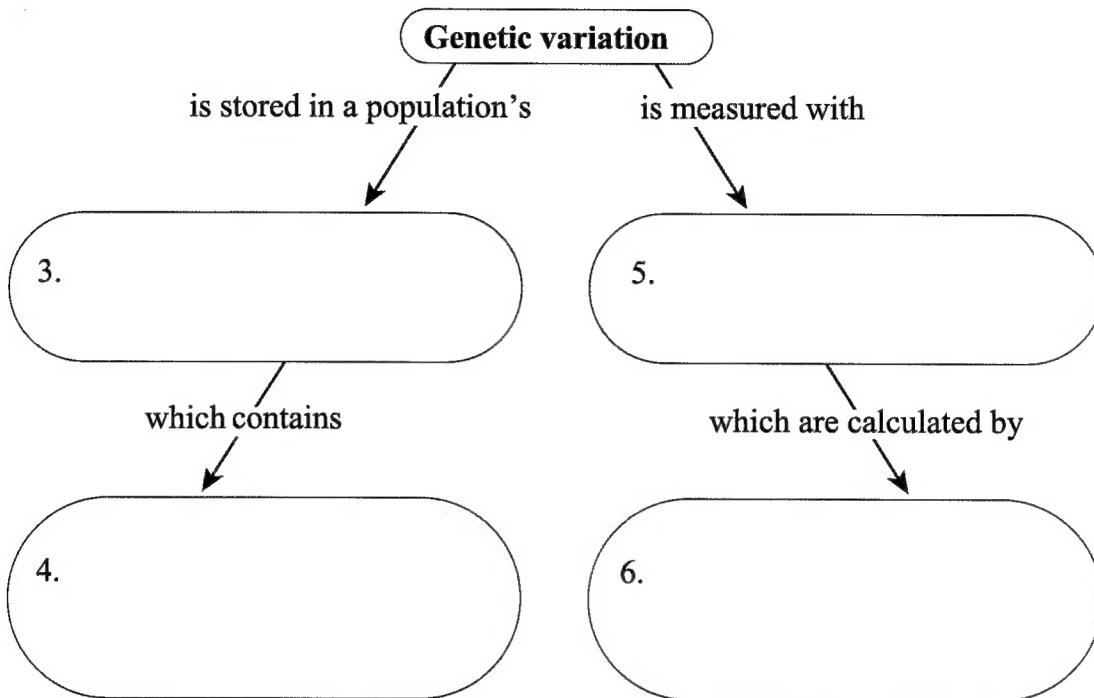 Genetic variation
is stored in a population's
is measured with
3.
5.
which contains
which are calculated by
4.
6.